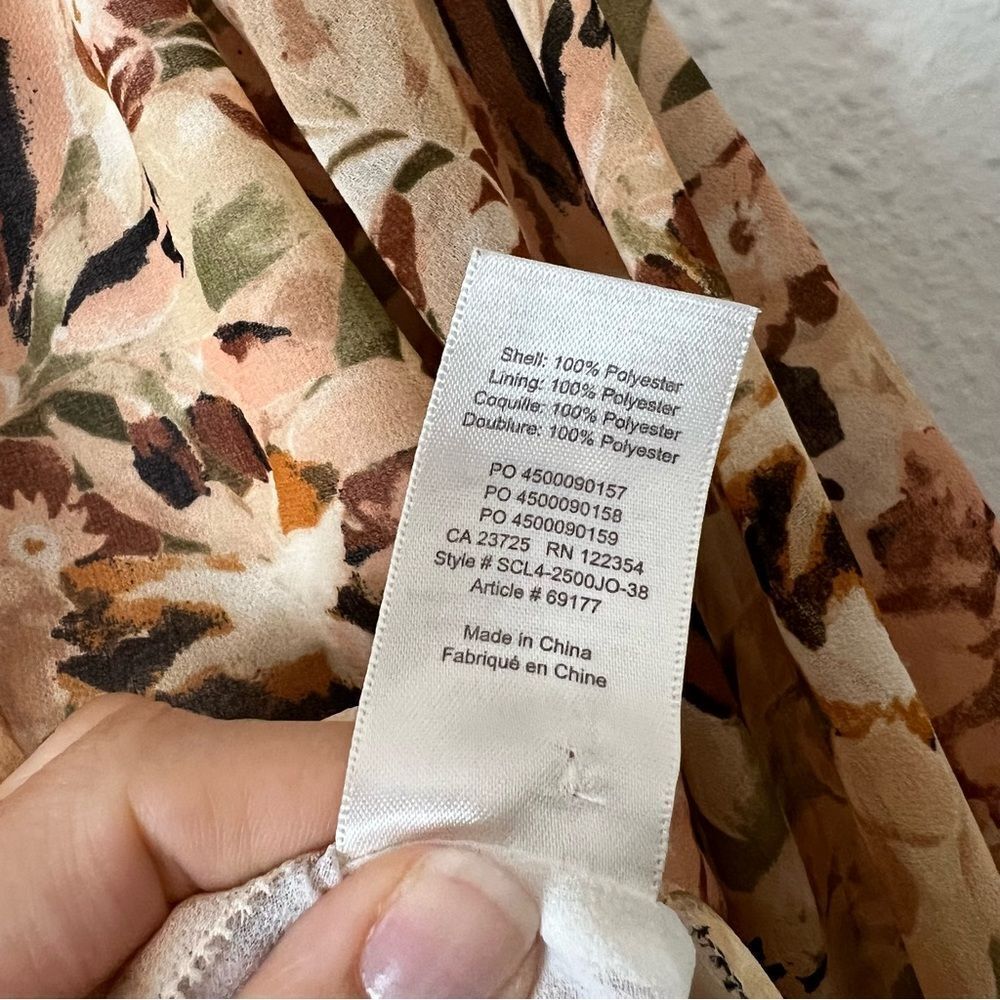 Shell: 100% Polyester
Lining: 100% Polyester
Coquille: 100% Polyester
Doublure: 100% Polyester
PO 4500090157
PO 4500090158
PO 4500090159
CA 23725 RN 122354
Style # SCL4-2500JO-38
Article # 69177
Made in China
Fabriqué en Chine